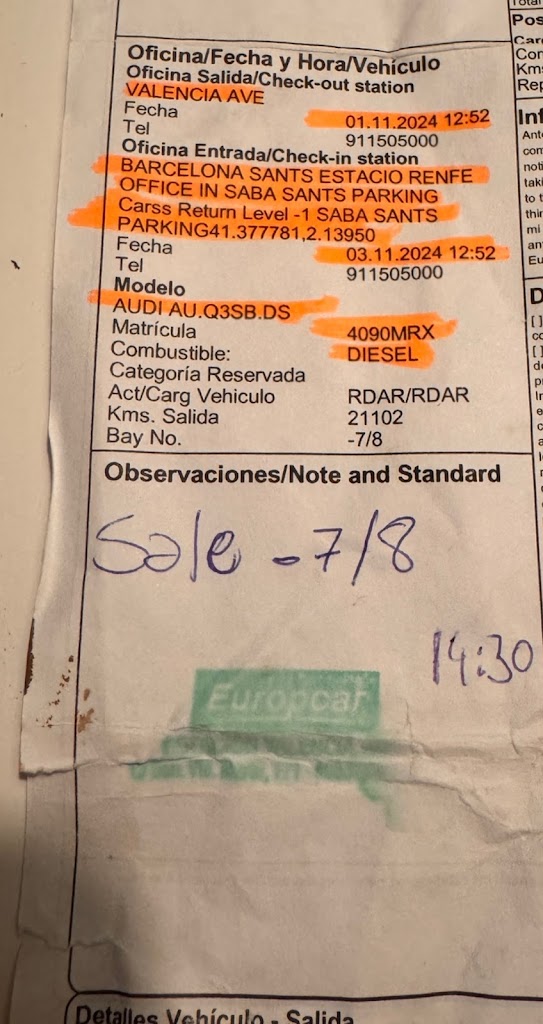 Oficina/Fecha y Hora/Vehículo
Oficina Salida/Check-out station
VALENCIA AVE
Fecha 01.11.2024 12:52
Tel 911505000
Oficina Entrada/Check-in station
BARCELONA SANTS ESTACIO RENFE
OFFICE IN SABA SANTS PARKING
Carss Return Level -1 SABA SANTS
PARKING41.377781,2.13950
Fecha 03.11.2024 12:52
Tel 911505000
Modelo
AUDI AU.Q3SB.DS
Matrícula 4090MRX
Combustible: DIESEL
Categoría Reservada
Act/Carg Vehiculo RDAR/RDAR
Kms. Salida 21102
Bay No. -7/8
Observaciones/Note and Standard
Sale - 7/8
14:30
Europcar
Detalles Vehículo - Salida
Pos
Kms